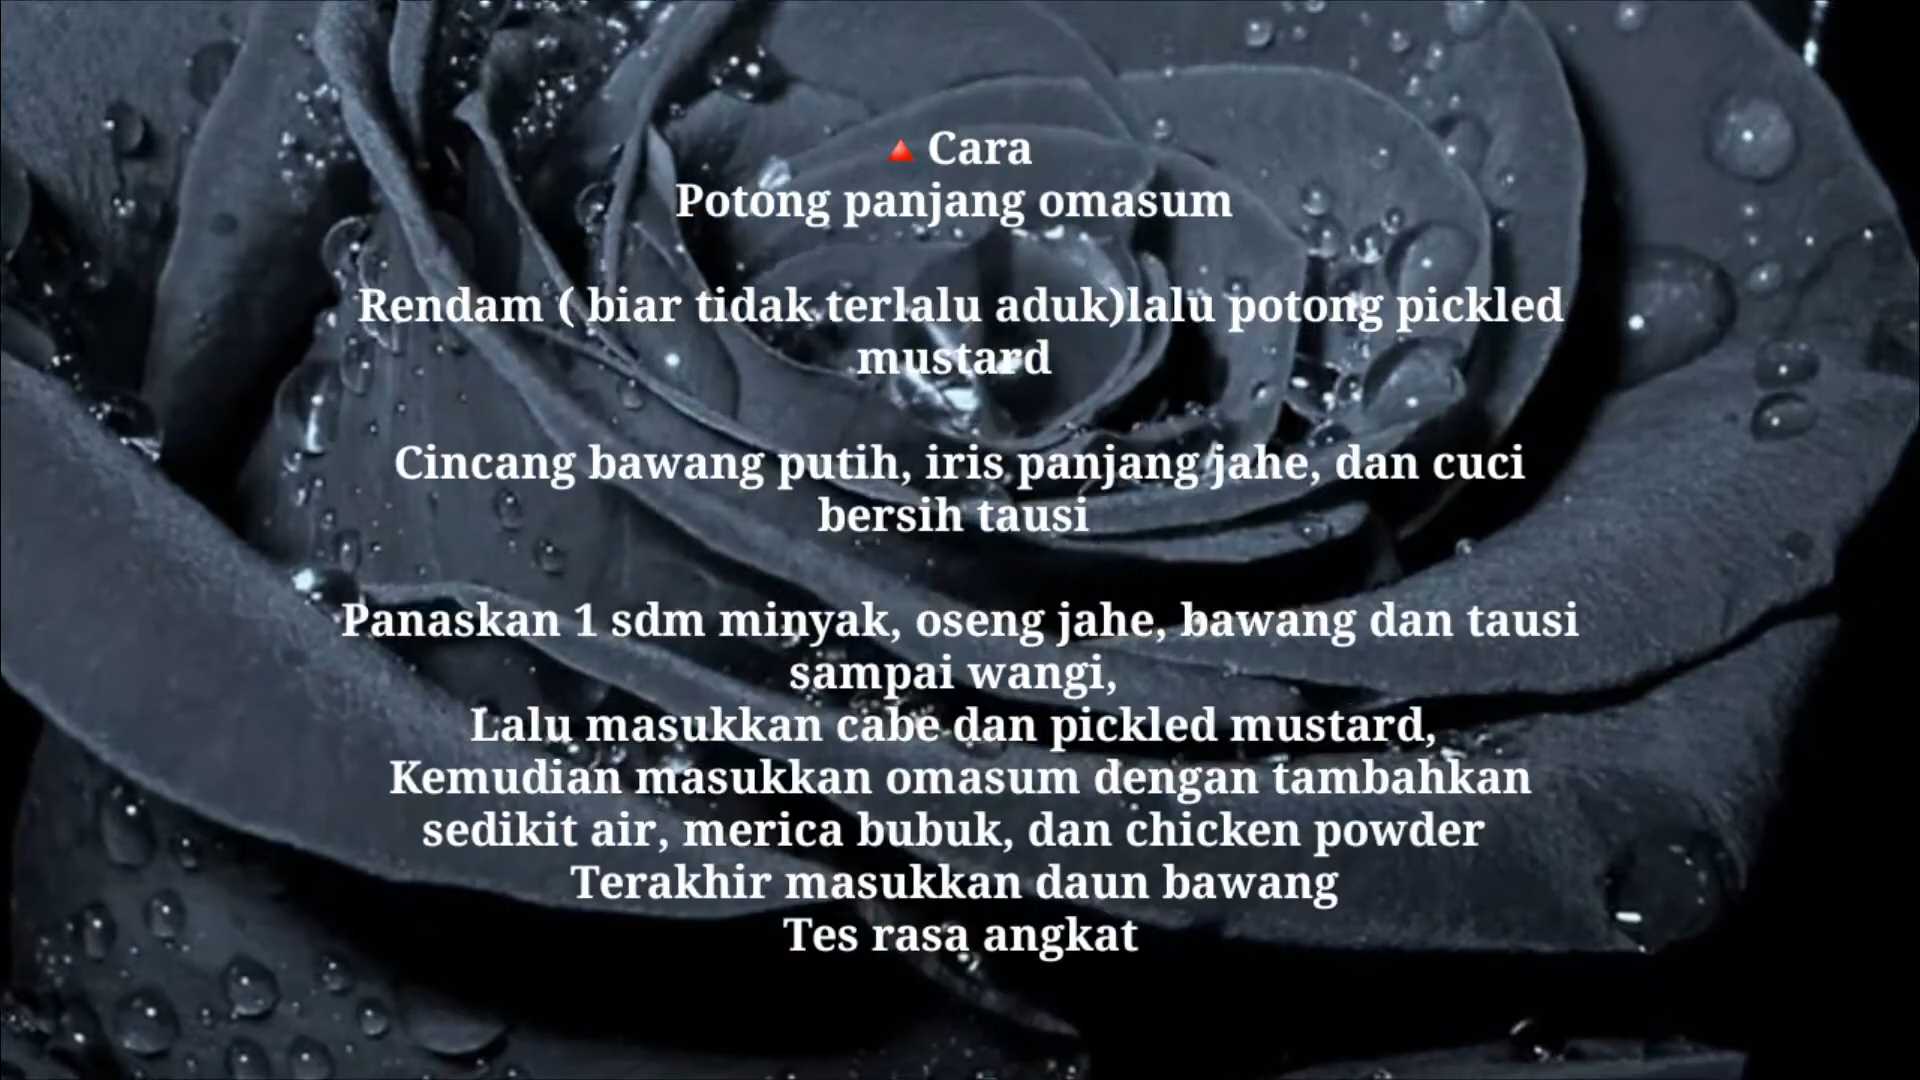 🔺Cara
Potong panjang omasum
Rendam ( biar tidak terlalu aduk)lalu potong pickled
mustard
Cincang bawang putih, iris panjang jahe, dan cuci
bersih tausi
Panaskan 1 sdm minyak, oseng jahe, bawang dan tausi
sampai wangi,
Lalu masukkan cabe dan pickled mustard,
Kemudian masukkan omasum dengan tambahkan
sedikit air, merica bubuk, dan chicken powder
Terakhir masukkan daun bawang
Tes rasa angkat